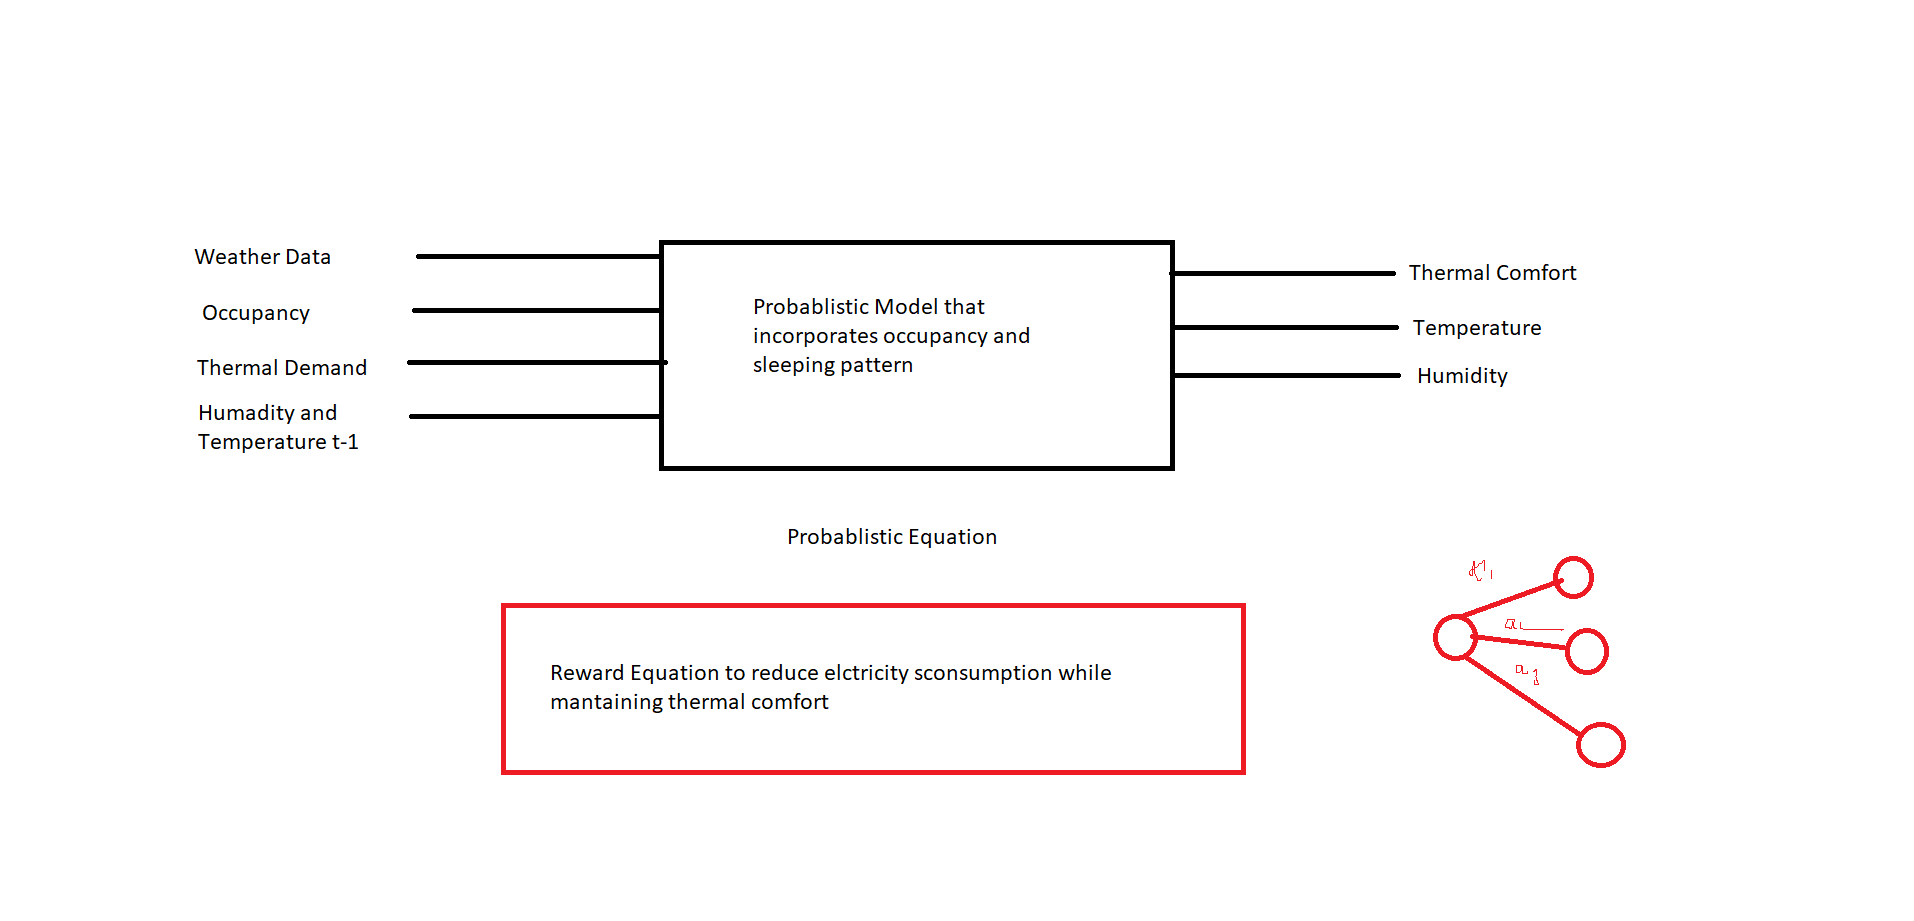 Weather Data
Occupancy
Thermal Demand
Humadity and
Temperature t-1
Probablistic Model that
incorporates occupancy and
sleeping pattern
Thermal Comfort
Temperature
Humidity
Probablistic Equation
Reward Equation to reduce elctricity sconsumption while
mantaining thermal comfort